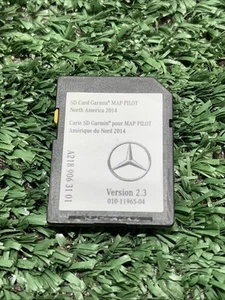 SD Card Garmin® MAP PILOT
North America 2014
Carte SD Garmin® pour MAP PILOT
Amérique du Nord 2014
A218 906 31 01
Version 2.3
010-11965-04